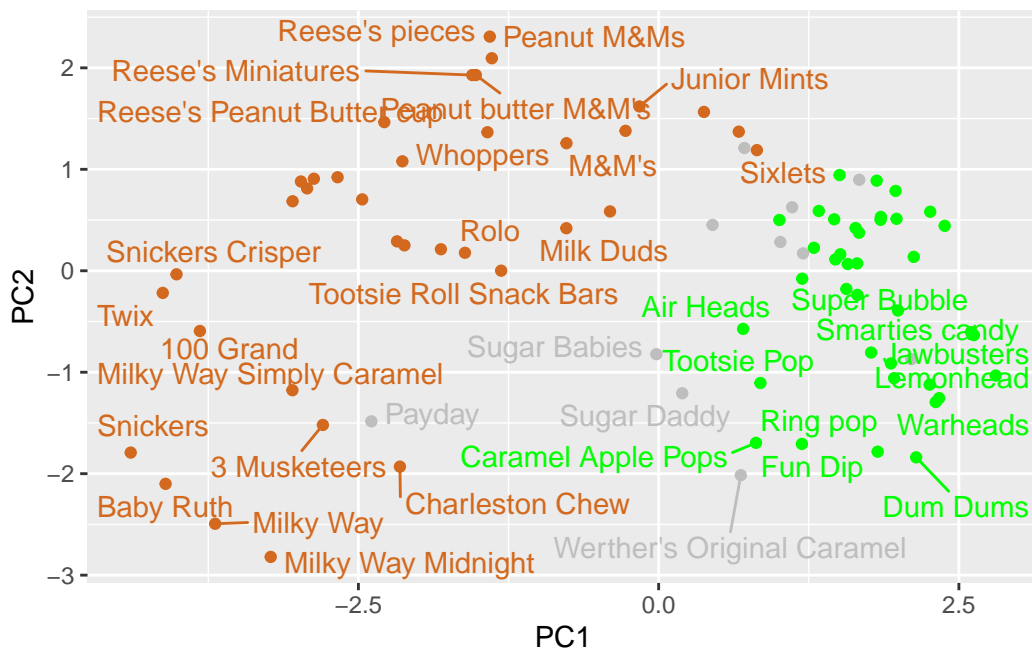 Reese's pieces
Peanut M&Ms
2
Reese's Miniatures
Junior Mints
Reese's Peanut Butter cup
Peanut butter M&M's
Whoppers
M&M's
Sixlets
1
Rolo
Milk Duds
Snickers Crisper
0
Tootsie Roll Snack Bars
Twix
Air Heads
Super Bubble
Smarties candy
100 Grand
Sugar Babies
Tootsie Pop
Jawbusters
Lemonhead
−1
Milky Way Simply Caramel
Payday
Sugar Daddy
Ring pop
Warheads
Snickers
3 Musketeers
Caramel Apple Pops
Fun Dip
−2
Baby Ruth
Charleston Chew
Dum Dums
Milky Way
Werther's Original Caramel
Milky Way Midnight
−3
−2.5
0.0
2.5
PC1
PC2